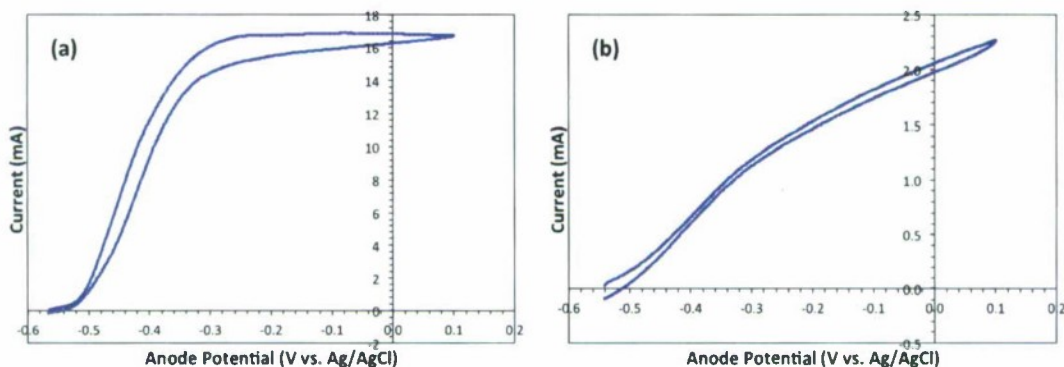 (a)
Current (mA)
18
16
14
12
10
8
6
4
2
0
-2
-0.6 -0.5 -0.4 -0.3 -0.2 -0.1 0.0 0.1 0.2
Anode Potential (V vs. Ag/AgCl)
(b)
Current (mA)
2.5
2.0
1.5
1.0
0.5
0.0
-0.5
-0.6 -0.5 -0.4 -0.3 -0.2 -0.1 0.0 0.1 0.2
Anode Potential (V vs. Ag/AgCl)